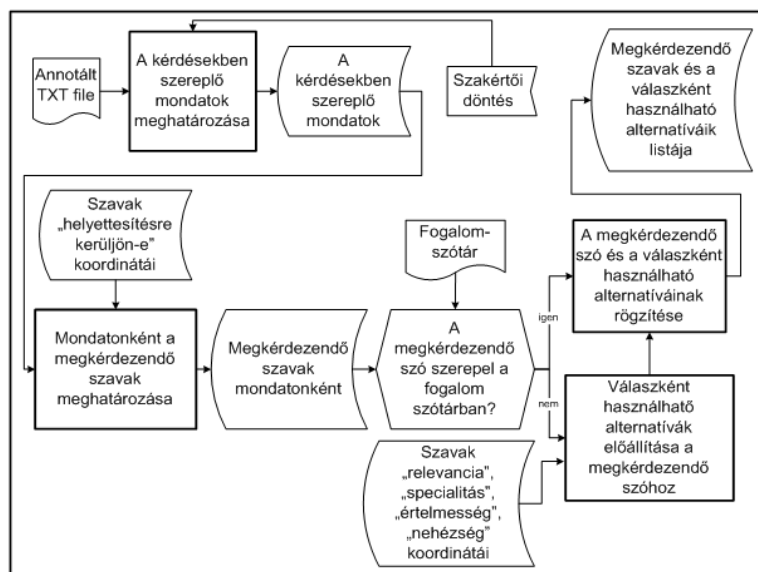 Annotált
TXT file
A kérdésekben
szereplő
mondatok
meghatározása
A
kérdésekben
szereplő
mondatok
Szakértői
döntés
Megkérdezendő
szavak és a
válaszként
használható
alternatíváik
listája
Szavak
„helyettesítésre
kerüljön-e”
koordinátái
Fogalom-
szótár
Mondatonként a
megkérdezendő
szavak
meghatározása
Megkérdezendő
szavak
mondatonként
A
megkérdezendő
szó szerepel a
fogalom
szótárban?
igen
nem
A megkérdezendő
szó és a válaszként
használható
alternatíváinak
rögzítése
Válaszként
használhatő
alternatívák
előállítása a
megkérdezendő
szóhoz
Szavak
„relevancia”,
„specialitás”,
„értelmesség”,
„nehézség”
koordinátái